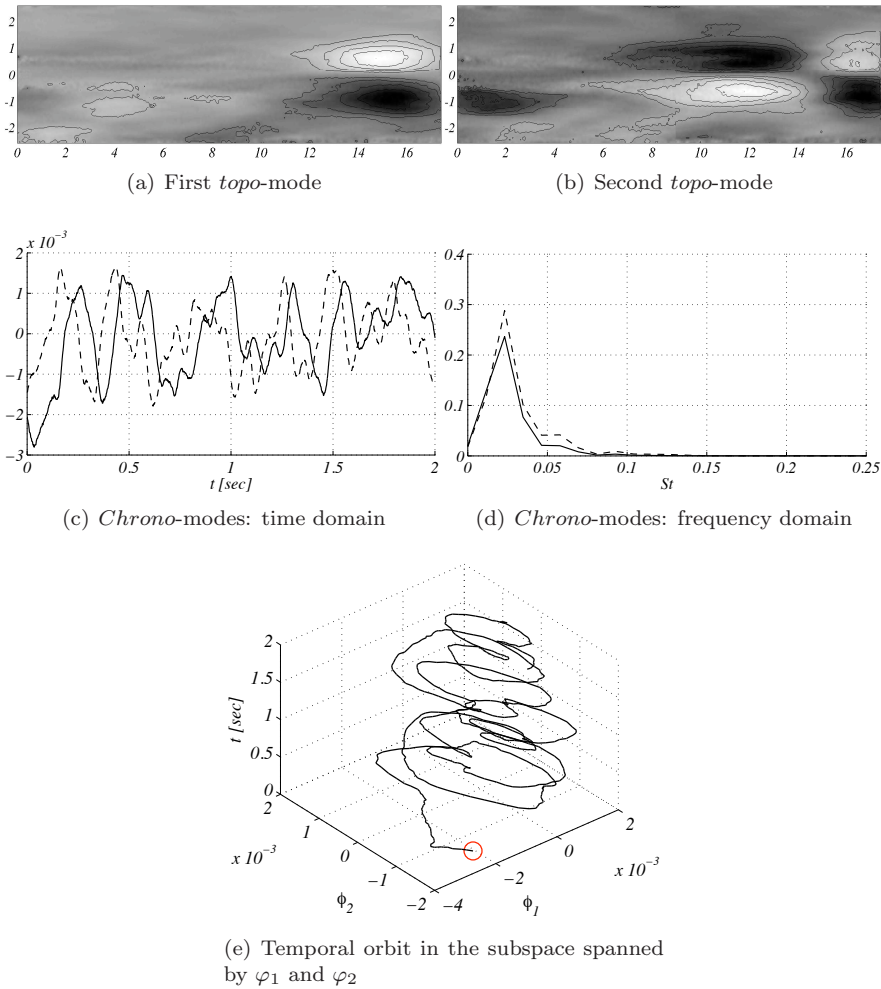 2
1
0
-1
-2
0 2 4 6 8 10 12 14 16
(a) First topo-mode
2
1
0
-1
-2
0 2 4 6 8 10 12 14 16
(b) Second topo-mode
x 10⁻³
2
1
0
−1
−2
−3
0 0.5 1 1.5 2
t [sec]
(c) Chrono-modes: time domain
0.4
0.3
0.2
0.1
0
0 0.05 0.1 0.15 0.2 0.25
St
(d) Chrono-modes: frequency domain
2
1.5
1
0.5
0
t [sec]
2
1
0
−1
−2
x 10⁻³
ϕ₂
−4
−2
0
2
x 10⁻³
ϕ₁
(e) Temporal orbit in the subspace spanned
by φ₁ and φ₂